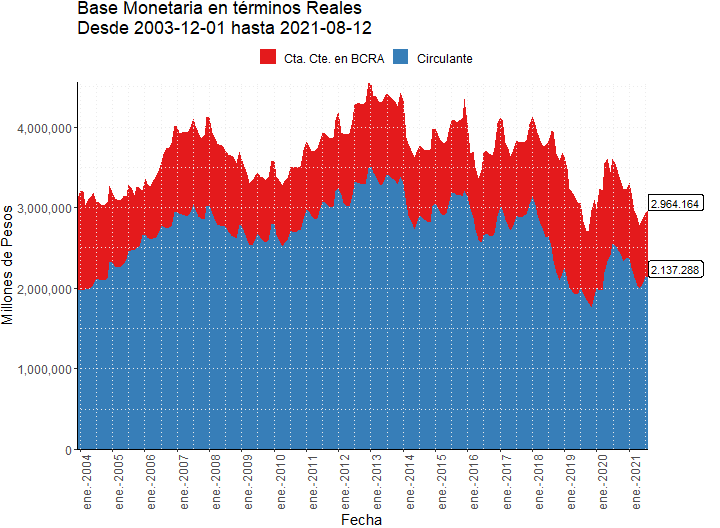 Base Monetaria en términos Reales
Desde 2003-12-01 hasta 2021-08-12
Cta. Cte. en BCRA
Circulante
Millones de Pesos
4,000,000
3,000,000
2,000,000
1,000,000
0
2.964.164
2.137.288
ene.-2004
ene.-2005
ene.-2006
ene.-2007
ene.-2008
ene.-2009
ene.-2010
ene.-2011
ene.-2012
ene.-2013
ene.-2014
ene.-2015
ene.-2016
ene.-2017
ene.-2018
ene.-2019
ene.-2020
ene.-2021
Fecha